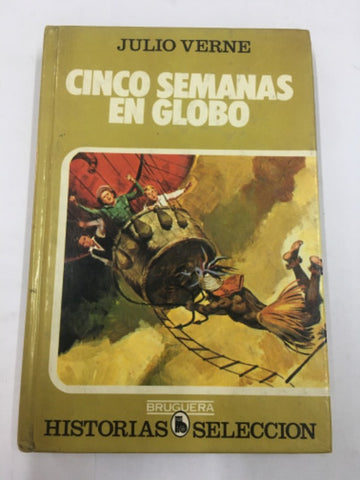 JULIO VERNE
CINCO SEMANAS
EN GLOBO
BRUGUERA
HISTORIAS SELECCION